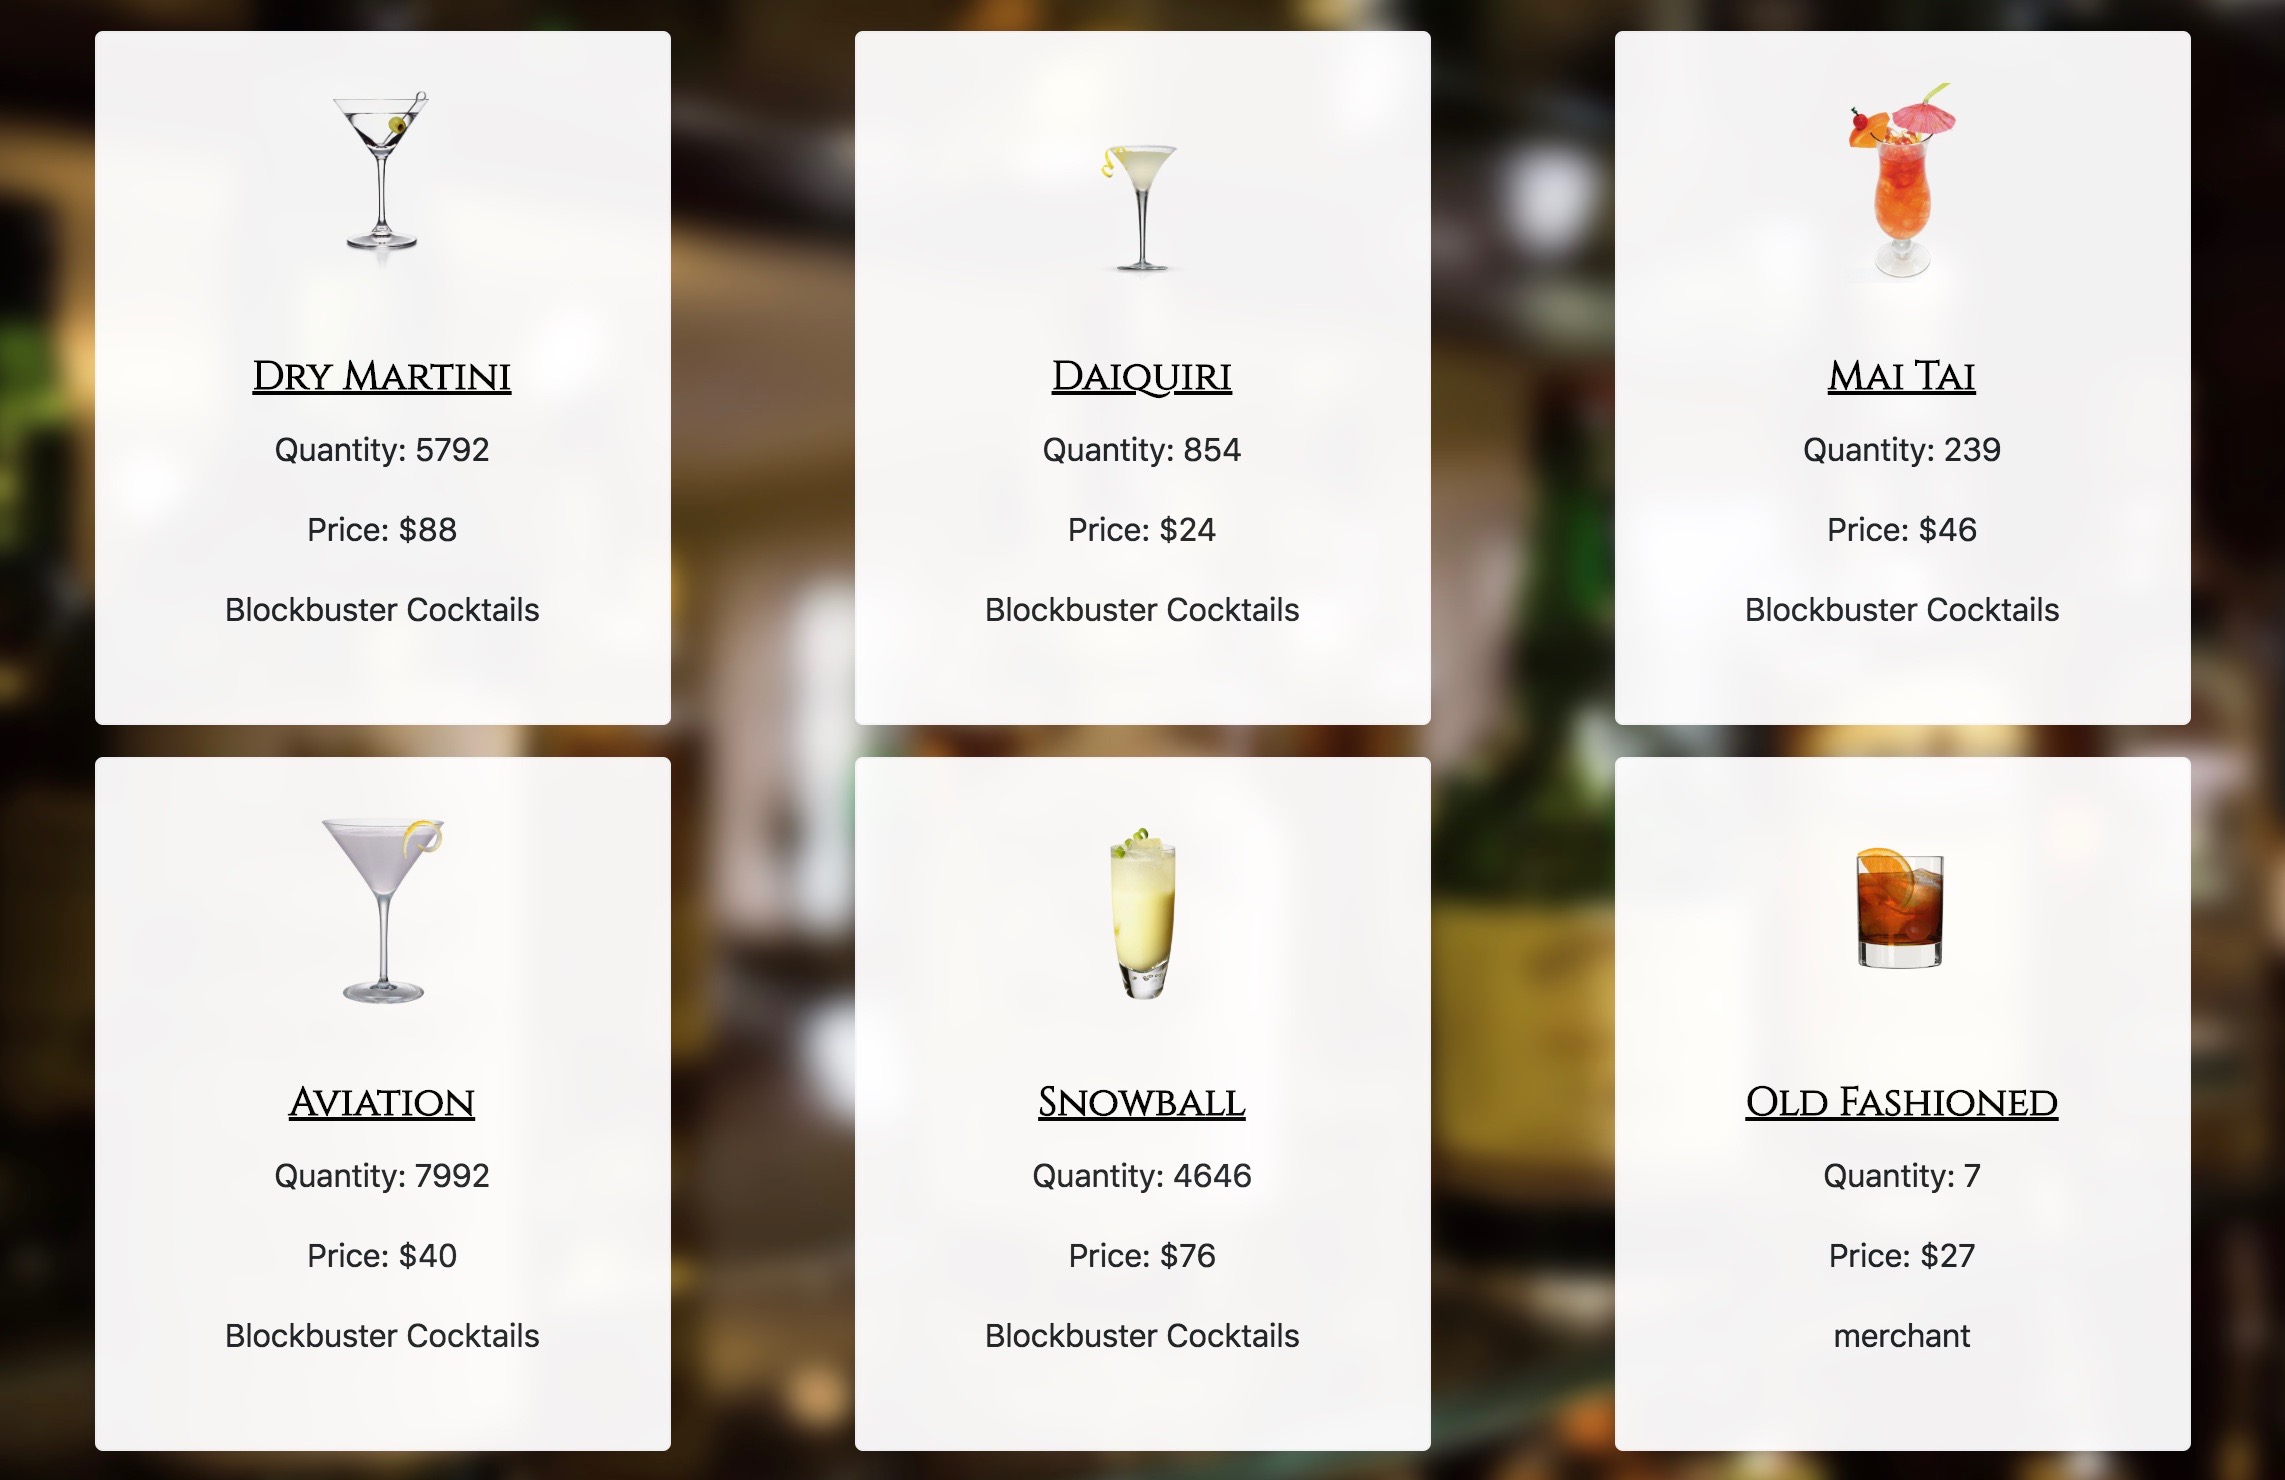 Dry Martini
Quantity: 5792
Price: $88
Blockbuster Cocktails
Daiquiri
Quantity: 854
Price: $24
Blockbuster Cocktails
Mai Tai
Quantity: 239
Price: $46
Blockbuster Cocktails
Aviation
Quantity: 7992
Price: $40
Blockbuster Cocktails
Snowball
Quantity: 4646
Price: $76
Blockbuster Cocktails
Old Fashioned
Quantity: 7
Price: $27
merchant